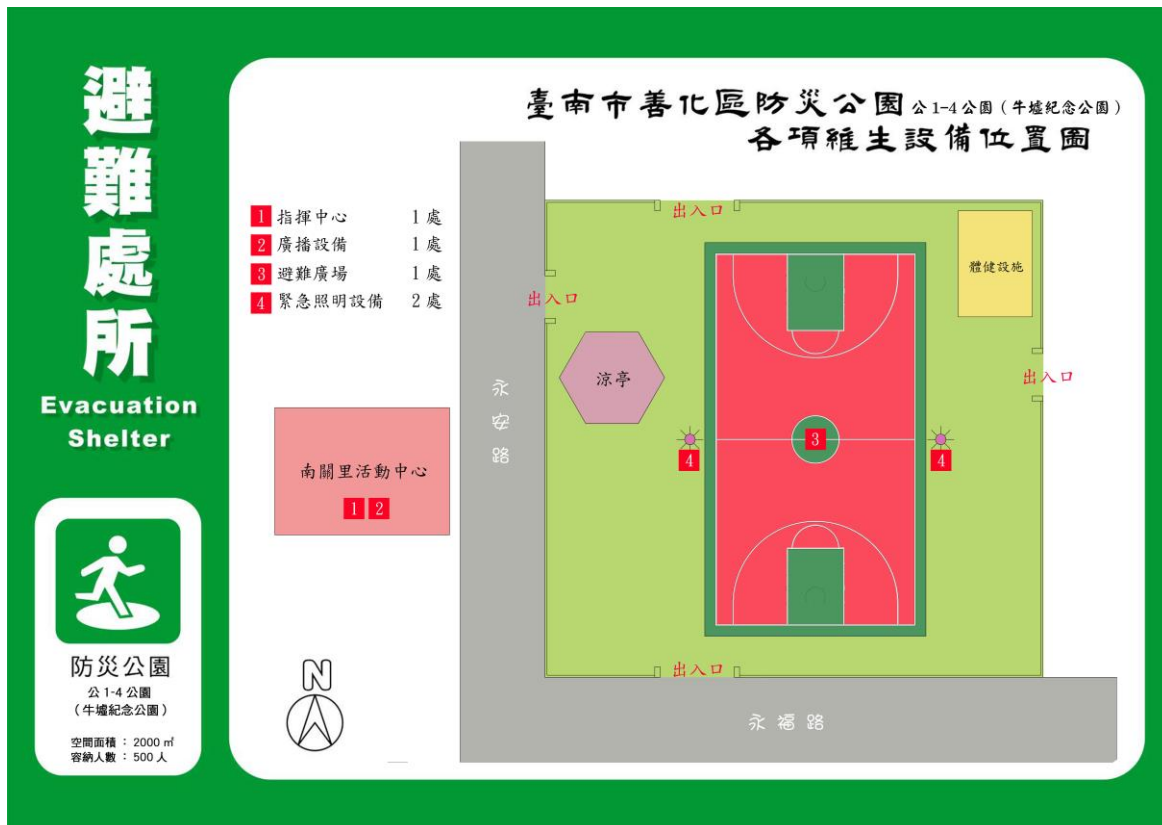 避難處所
Evacuation
Shelter
防災公園
公 1-4 公園
（牛墟紀念公園）
空間面積 ： 2000 ㎡
容納人數 ： 500 人
臺南市善化區防災公園 公 1-4 公園（牛墟紀念公園）
各項維生設備位置圖
1 指揮中心 1 處
2 廣播設備 1 處
3 避難廣場 1 處
4 緊急照明設備 2 處
出入口
體健設施
出入口
涼亭
出入口
永安路
3
4
4
南關里活動中心
1 2
出入口
永福路
N